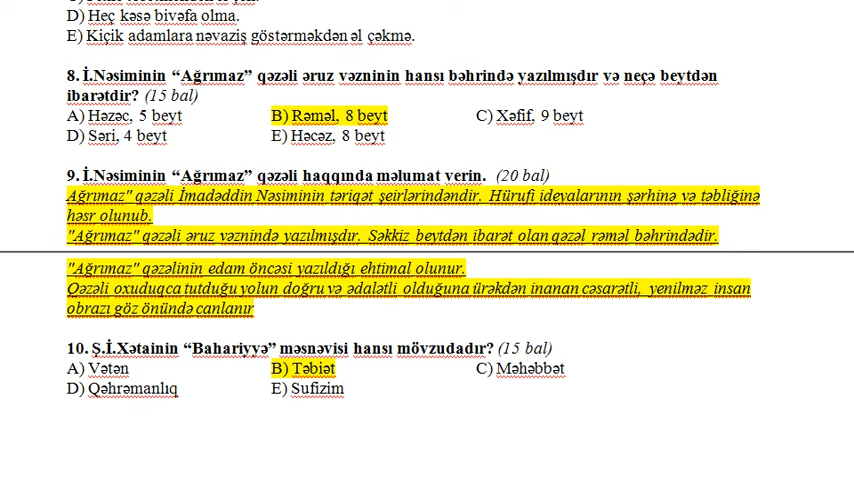 D) Heç kəsə bivəfa olma.
E) Kiçik adamlara nəvaziş göstərməkdən əl çəkmə.
8. İ.Nəsiminin “Ağrımaz” qəzəli əruz vəzninin hansı bəhrində yazılmışdır və neçə beytdən
ibarətdir? (15 bal)
A) Həzəc, 5 beyt B) Rəməl, 8 beyt C) Xəfif, 9 beyt
D) Səri, 4 beyt E) Həcəz, 8 beyt
9. İ.Nəsiminin “Ağrımaz” qəzəli haqqında məlumat verin. (20 bal)
Ağrımaz" qəzəli İmadəddin Nəsiminin təriqət şeirlərindəndir. Hürufi ideyalarının şərhinə və təbliğinə
həsr olunub.
"Ağrımaz" qəzəli əruz vəznində yazılmışdır. Səkkiz beytdən ibarət olan qəzəl rəməl bəhrindədir.
"Ağrımaz" qəzəlinin edam öncəsi yazıldığı ehtimal olunur.
Qəzəli oxuduqca tutduğu yolun doğru və ədalətli olduğuna ürəkdən inanan cəsarətli, yenilməz insan
obrazı göz önündə canlanır
10. Ş.İ.Xətainin “Bahariyyə” məsnəvisi hansı mövzudadır? (15 bal)
A) Vətən B) Təbiət C) Məhəbbət
D) Qəhrəmanlıq E) Sufizim